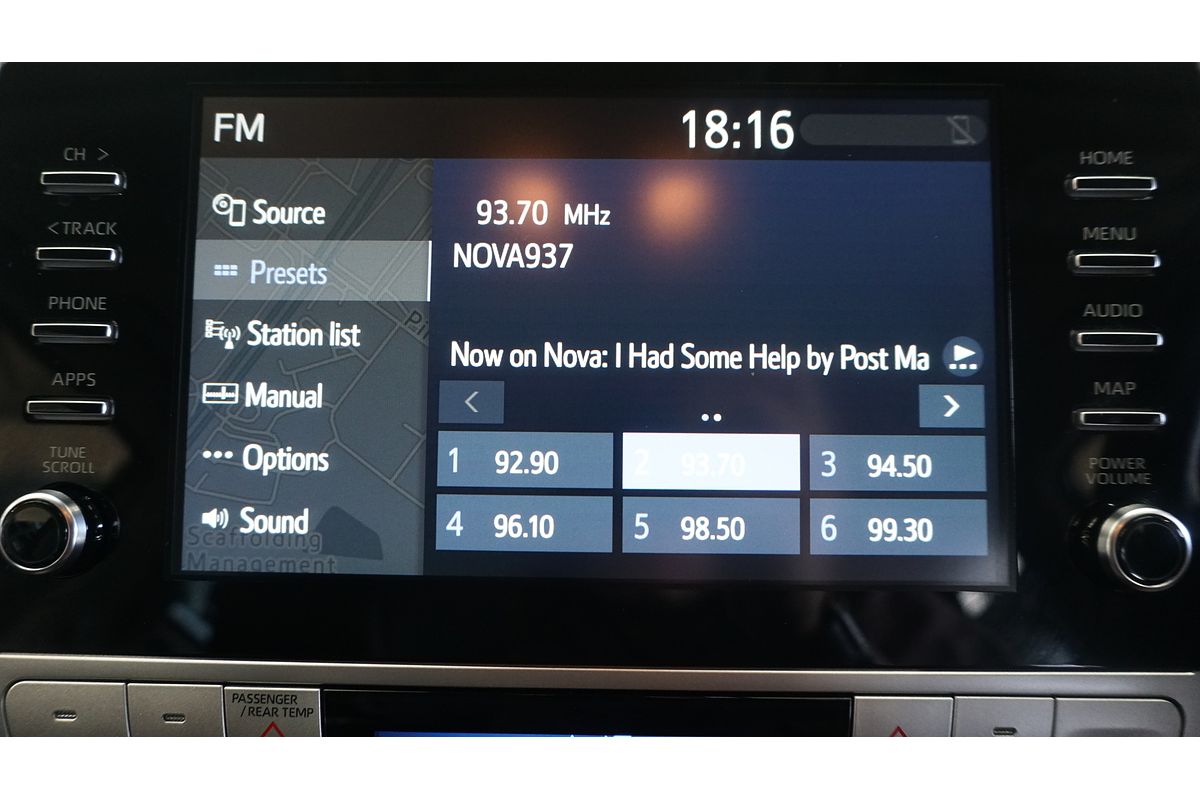 FM
18:16
CH >
< TRACK
PHONE
APPS
TUNE
SCROLL
Source
Presets
Station list
Manual
Options
Sound
Scaffolding
Management
93.70 MHz
NOVA937
Now on Nova: I Had Some Help by Post Ma
1 92.90
2 93.70
3 94.50
4 96.10
5 98.50
6 99.30
HOME
MENU
AUDIO
MAP
POWER
VOLUME
PASSENGER
/REAR TEMP